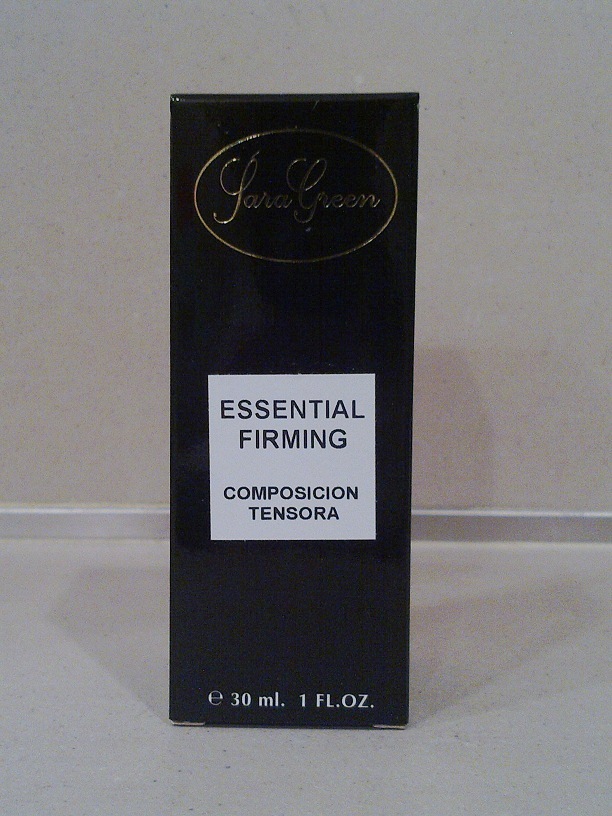 Sara Green
ESSENTIAL
FIRMING
COMPOSICION
TENSORA
℮ 30 ml. 1 FL.OZ.